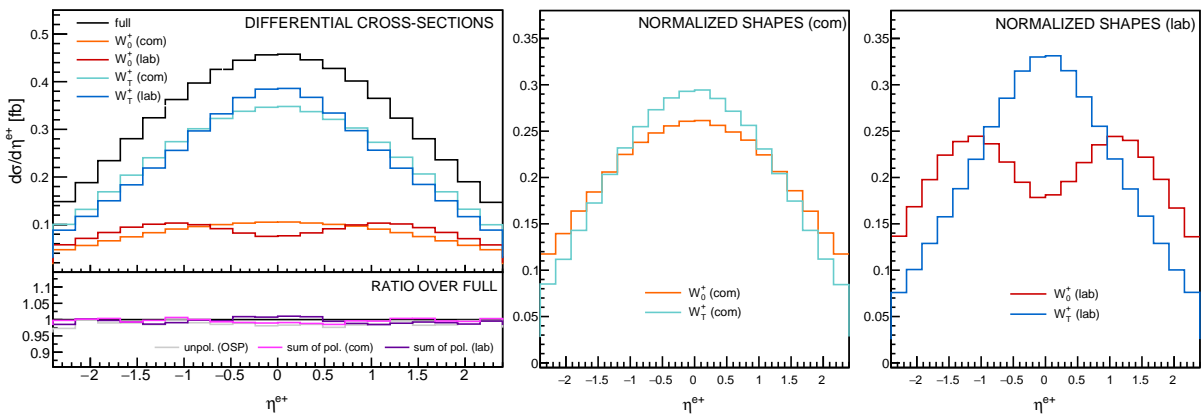 DIFFERENTIAL CROSS-SECTIONS
full
W0+ (com)
W0+ (lab)
WT+ (com)
WT+ (lab)
dσ/dη^e+ [fb]
0.5
0.4
0.3
0.2
0.1
RATIO OVER FULL
1.1
1.05
1
0.95
0.9
unpol. (OSP) sum of pol. (com) sum of pol. (lab)
−2 −1.5 −1 −0.5 0 0.5 1 1.5 2
η^e+
NORMALIZED SHAPES (com)
0.35
0.3
0.25
0.2
0.15
0.1
0.05
0
W0+ (com)
WT+ (com)
−2 −1.5 −1 −0.5 0 0.5 1 1.5 2
η^e+
NORMALIZED SHAPES (lab)
0.35
0.3
0.25
0.2
0.15
0.1
0.05
0
W0+ (lab)
WT+ (lab)
−2 −1.5 −1 −0.5 0 0.5 1 1.5 2
η^e+